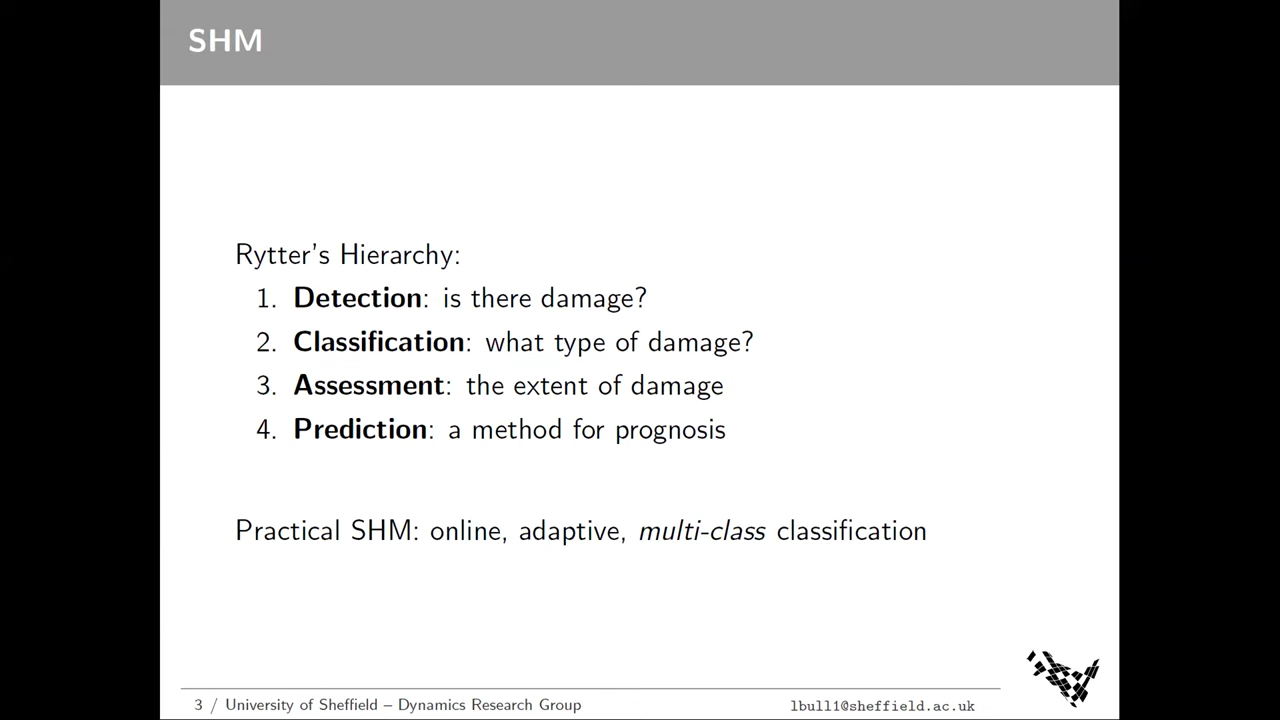 SHM
Rytter's Hierarchy:
1. Detection: is there damage?
2. Classification: what type of damage?
3. Assessment: the extent of damage
4. Prediction: a method for prognosis
Practical SHM: online, adaptive, multi-class classification
3 / University of Sheffield – Dynamics Research Group
lbull1@sheffield.ac.uk